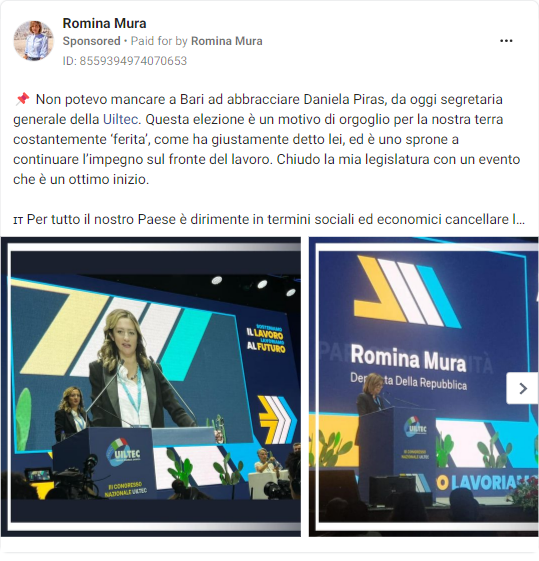 Romina Mura
Sponsored • Paid for by Romina Mura
ID: 8559394974070653
📌 Non potevo mancare a Bari ad abbracciare Daniela Piras, da oggi segretaria
generale della Uiltec. Questa elezione è un motivo di orgoglio per la nostra terra
costantemente ‘ferita’, come ha giustamente detto lei, ed è uno sprone a
continuare l’impegno sul fronte del lavoro. Chiudo la mia legislatura con un evento
che è un ottimo inizio.
IT Per tutto il nostro Paese è dirimente in termini sociali ed economici cancellare l...
SOSTENIAMO
IL LAVORO
LAVORIAMO
AL FUTURO
UILTEC
III CONGRESSO
NAZIONALE UILTEC
Romina Mura
Deputata Della Repubblica
UILTEC
III CONGRESSO
NAZIONALE UILTEC
O LAVORIAM